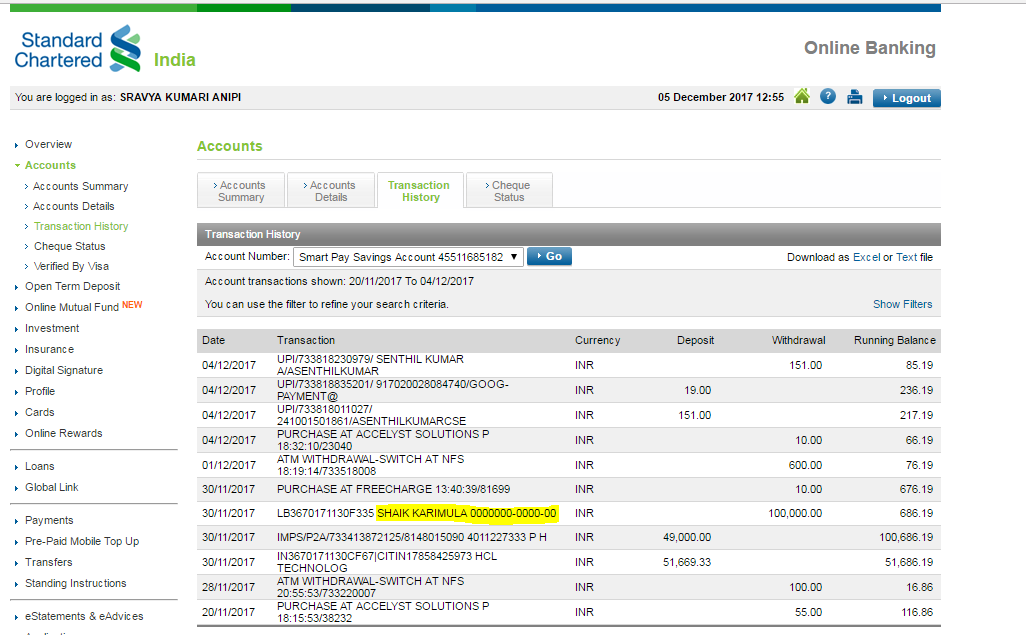 Standard
Chartered
India
Online Banking
You are logged in as: SRAVYA KUMARI ANIPI
05 December 2017 12:55
?
Logout
Overview
Accounts
Accounts Summary
Accounts Details
Transaction History
Cheque Status
Verified By Visa
Open Term Deposit
Online Mutual Fund NEW
Investment
Insurance
Digital Signature
Profile
Cards
Online Rewards
Loans
Global Link
Payments
Pre-Paid Mobile Top Up
Transfers
Standing Instructions
eStatements & eAdvices
Accounts
Accounts
Summary
Accounts
Details
Transaction
History
Cheque
Status
Transaction History
Account Number: Smart Pay Savings Account 45511685182 Go
Download as Excel or Text file
Account transactions shown: 20/11/2017 To 04/12/2017
You can use the filter to refine your search criteria.
Show Filters
Date Transaction Currency Deposit Withdrawal Running Balance
04/12/2017 UPI/733818230979/ SENTHIL KUMAR
A/ASENTHILKUMAR INR 151.00 85.19
04/12/2017 UPI/733818835201/ 917020028084740/GOOG-
PAYMENT@ INR 19.00 236.19
04/12/2017 UPI/733818011027/
241001501861/ASENTHILKUMARCSE INR 151.00 217.19
04/12/2017 PURCHASE AT ACCELYST SOLUTIONS P
18:32:10/23040 INR 10.00 66.19
01/12/2017 ATM WITHDRAWAL-SWITCH AT NFS
18:19:14/733518008 INR 600.00 76.19
30/11/2017 PURCHASE AT FREECHARGE 13:40:39/81699 INR 10.00 676.19
30/11/2017 LB3670171130F335 SHAIK KARIMULA 0000000-0000-00 INR 100,000.00 686.19
30/11/2017 IMPS/P2A/733413872125/8148015090 4011227333 P H INR 49,000.00 100,686.19
30/11/2017 IN3670171130CF67|CITIN17858425973 HCL
TECHNOLOG INR 51,669.33 51,686.19
28/11/2017 ATM WITHDRAWAL-SWITCH AT NFS
20:55:53/733220007 INR 100.00 16.86
20/11/2017 PURCHASE AT ACCELYST SOLUTIONS P
18:15:53/38232 INR 55.00 116.86